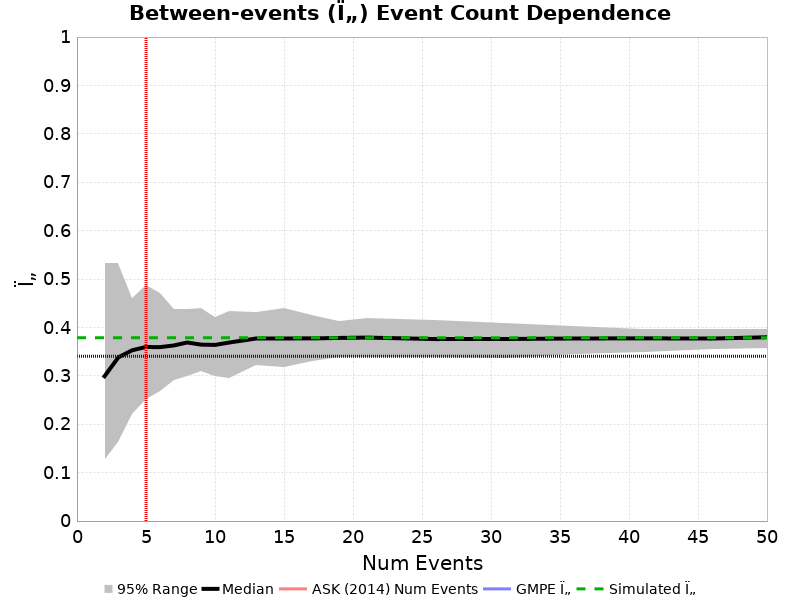 Between-events (Ï„) Event Count Dependence
1
0.9
0.8
0.7
0.6
0.5
0.4
0.3
0.2
0.1
0
Ï„
0 5 10 15 20 25 30 35 40 45 50
Num Events
95% Range Median ASK (2014) Num Events GMPE Ï„ Simulated Ï„